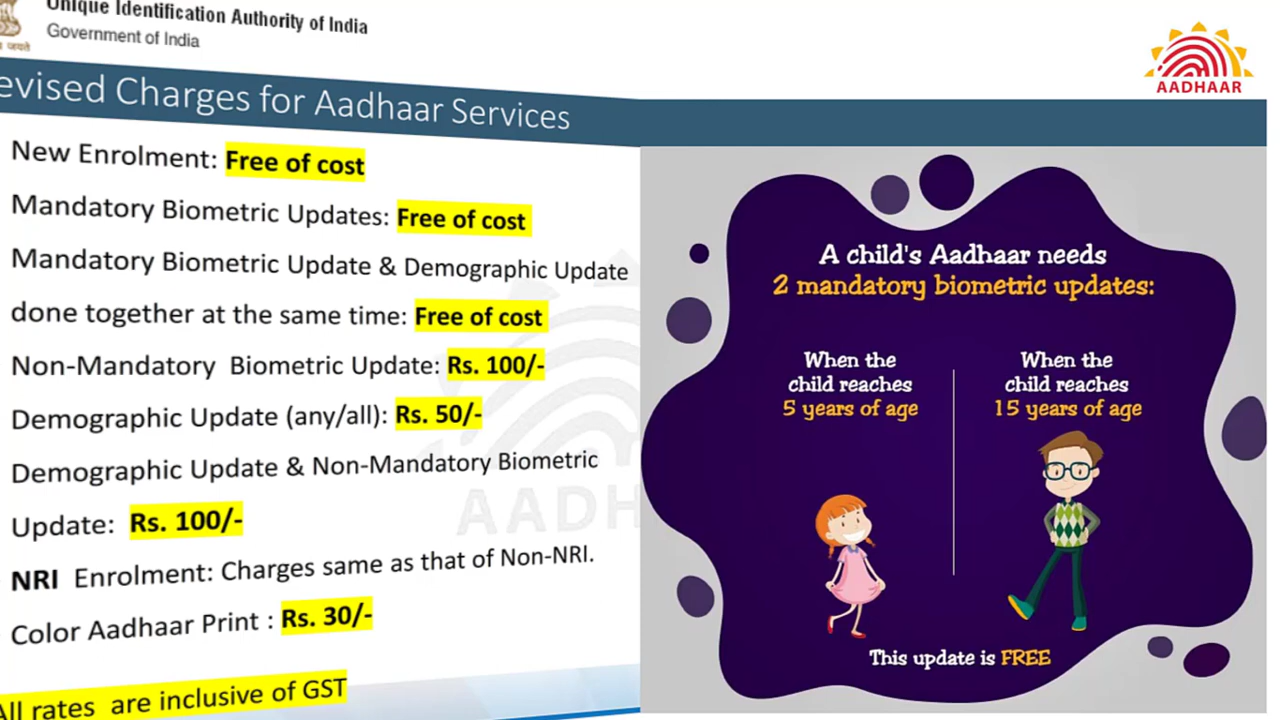 Unique Identification Authority of India
Government of India
AADHAAR
evised Charges for Aadhaar Services
New Enrolment: Free of cost
Mandatory Biometric Updates: Free of cost
Mandatory Biometric Update & Demographic Update
done together at the same time: Free of cost
Non-Mandatory Biometric Update: Rs. 100/-
Demographic Update (any/all): Rs. 50/-
Demographic Update & Non-Mandatory Biometric
Update: Rs. 100/-
NRI Enrolment: Charges same as that of Non-NRI.
Color Aadhaar Print : Rs. 30/-
All rates are inclusive of GST
AADH
A child's Aadhaar needs
2 mandatory biometric updates:
When the
child reaches
5 years of age
When the
child reaches
15 years of age
This update is FREE